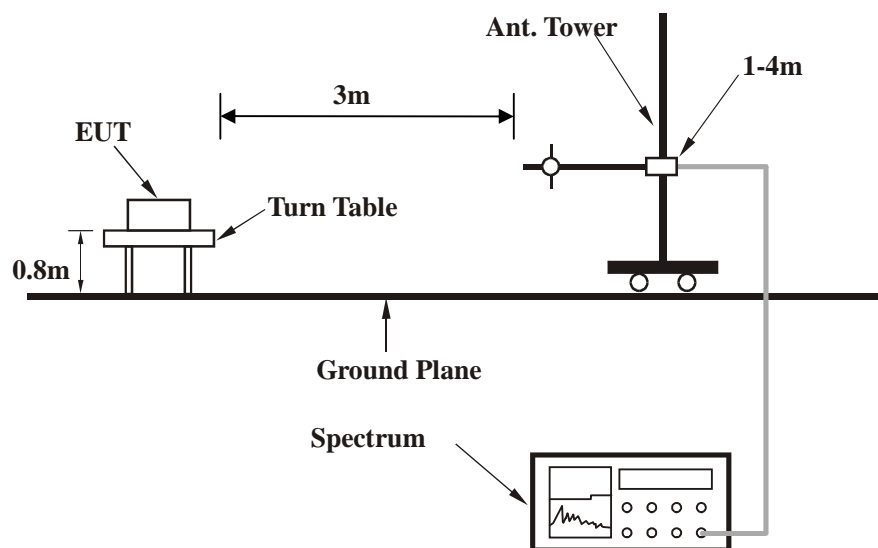 Ant. Tower
1-4m
3m
EUT
Turn Table
0.8m
Ground Plane
Spectrum